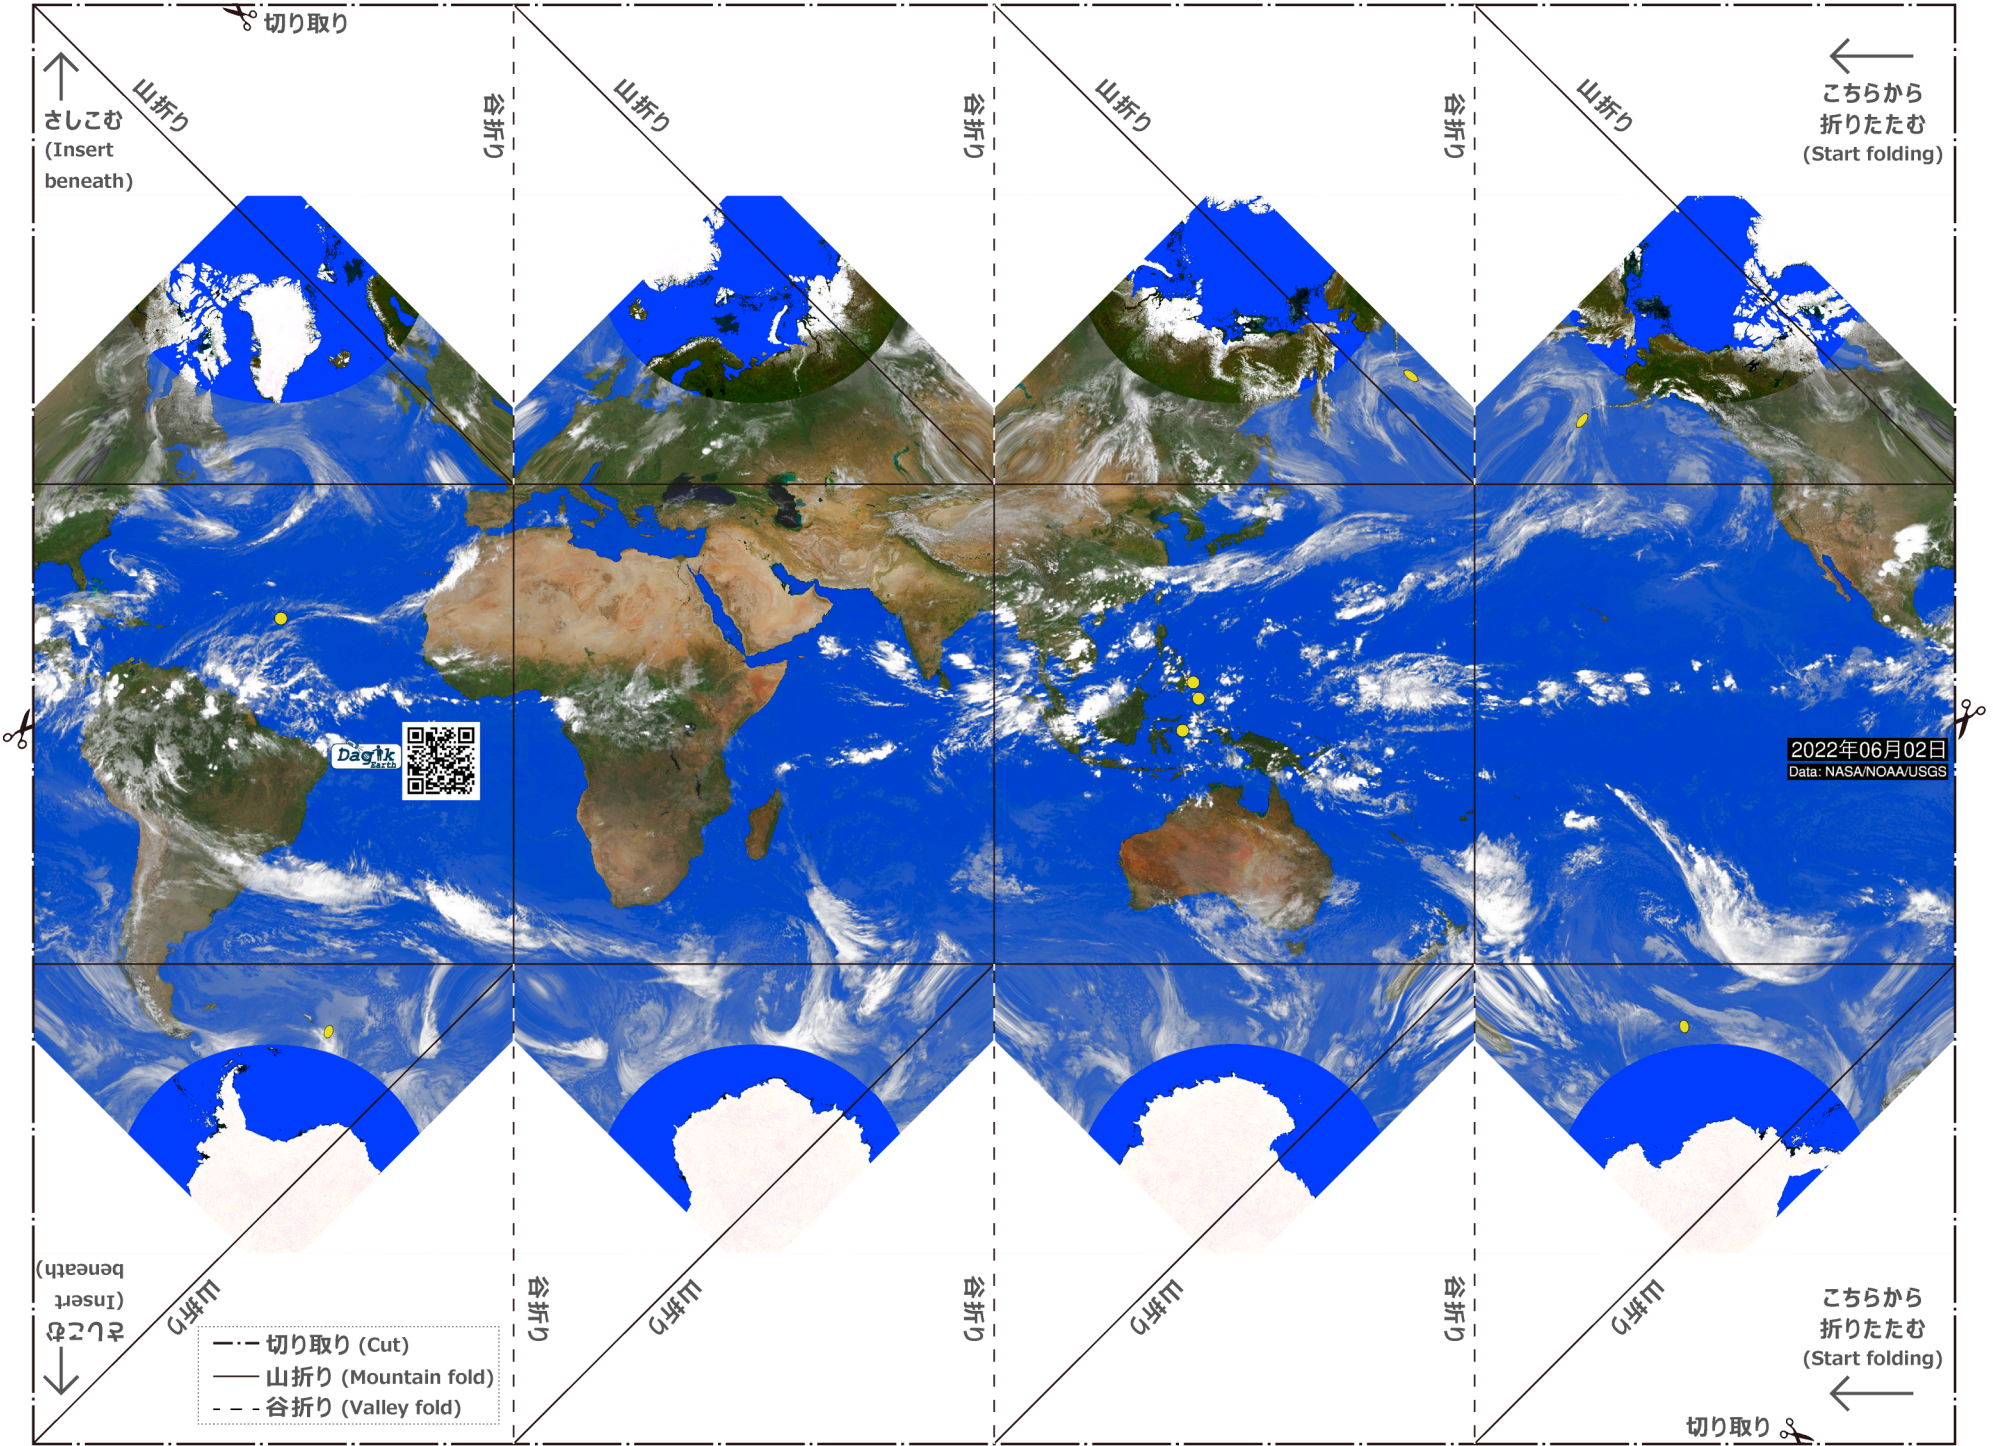 切り取り
さしこむ
(Insert
beneath)
山折り
谷折り
山折り
谷折り
山折り
谷折り
山折り
こちらから
折りたたむ
(Start folding)
Dagik
Earth
2022年06月02日
Data: NASA/NOAA/USGS
さしこむ
(Insert
beneath)
山折り
谷折り
山折り
谷折り
山折り
谷折り
山折り
こちらから
折りたたむ
(Start folding)
切り取り (Cut)
山折り (Mountain fold)
谷折り (Valley fold)
切り取り